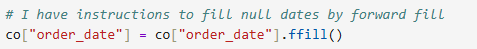 # I have instructions to fill null dates by forward fill
co["order_date"] = co["order_date"].ffill()